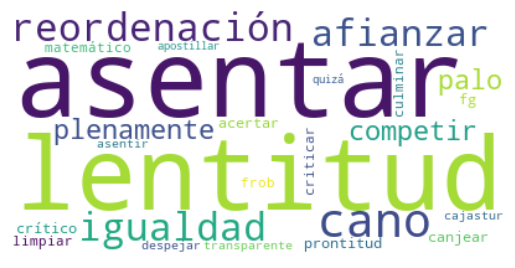 reordenación
afianzar
matemático
apostillar
asentar
quizá
culminar
palo
fg
plenamente
acertar
competir
asentir
criticar
lentitud
frob
igualdad
cano
crítico
cajastur
limpiar
despejar
transparente
prontitud
canjear